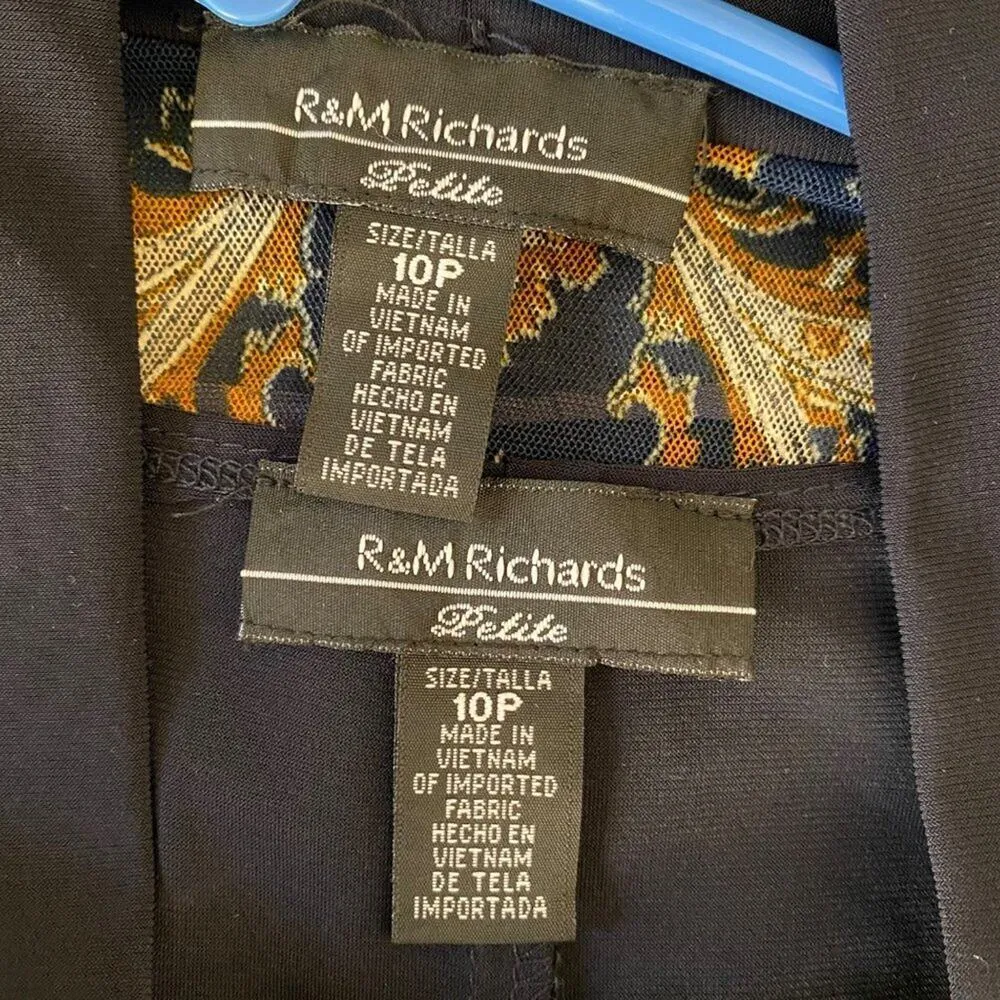 R&M Richards
Petite
SIZE/TALLA
10P
MADE IN
VIETNAM
OF IMPORTED
FABRIC
HECHO EN
VIETNAM
DE TELA
IMPORTADA
R&M Richards
Petite
SIZE/TALLA
10P
MADE IN
VIETNAM
OF IMPORTED
FABRIC
HECHO EN
VIETNAM
DE TELA
IMPORTADA